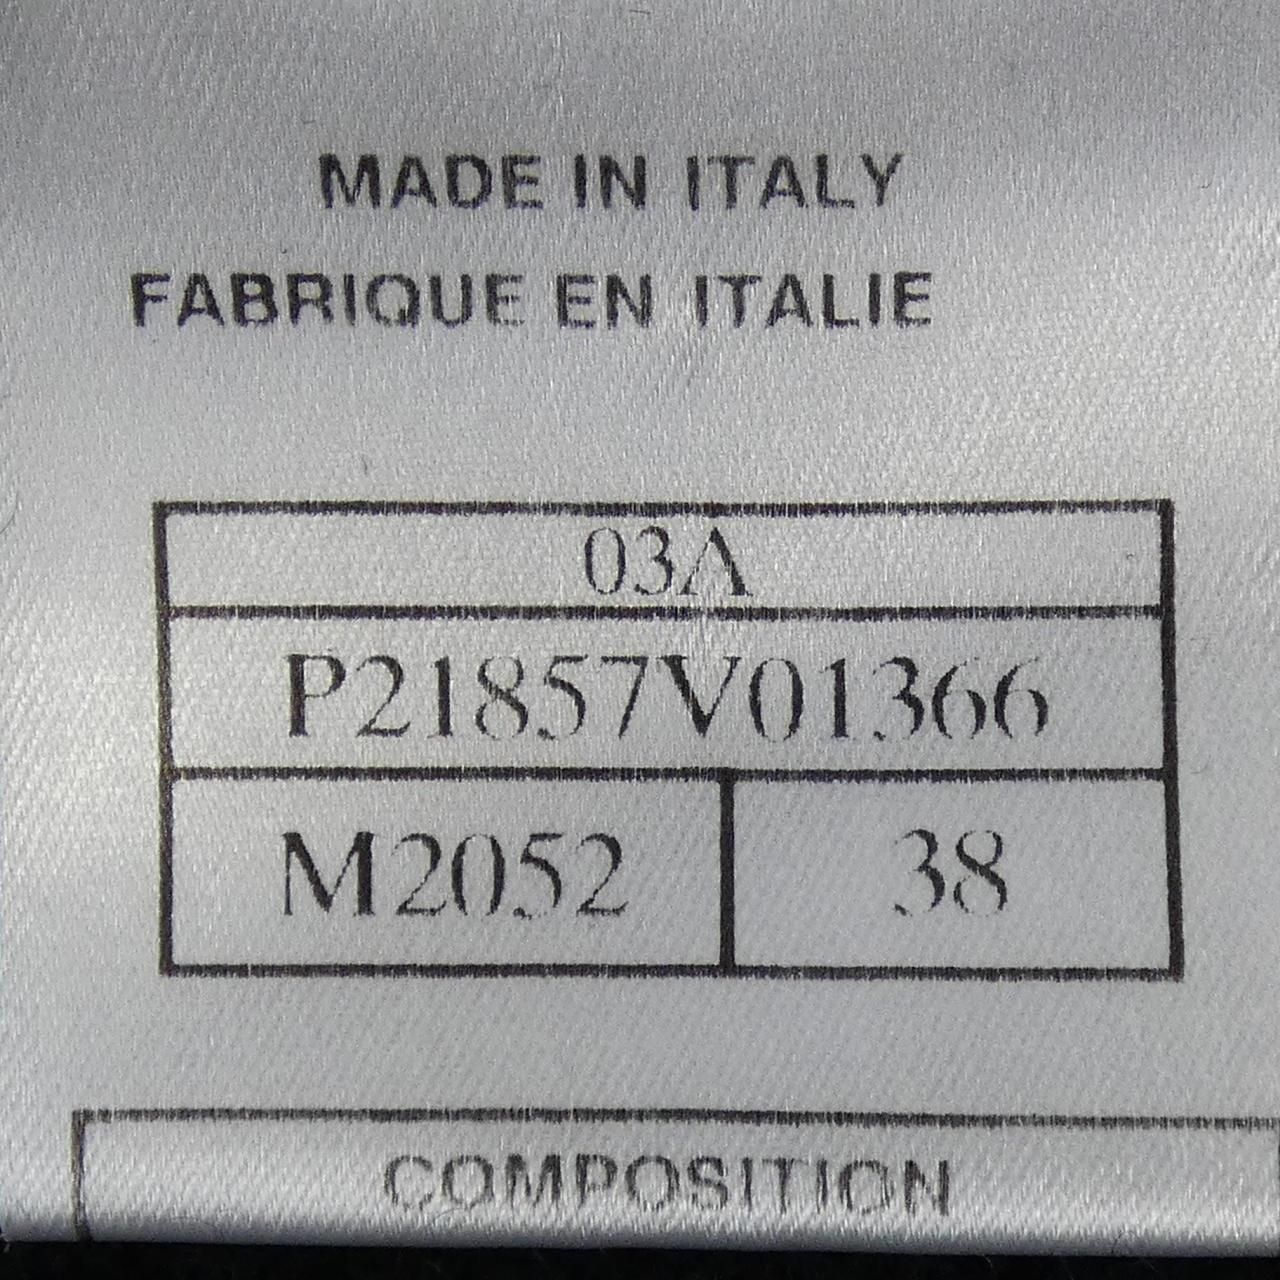 MADE IN ITALY
FABRIQUE EN ITALIE
03A
P21857V01366
M2052 38
COMPOSITION